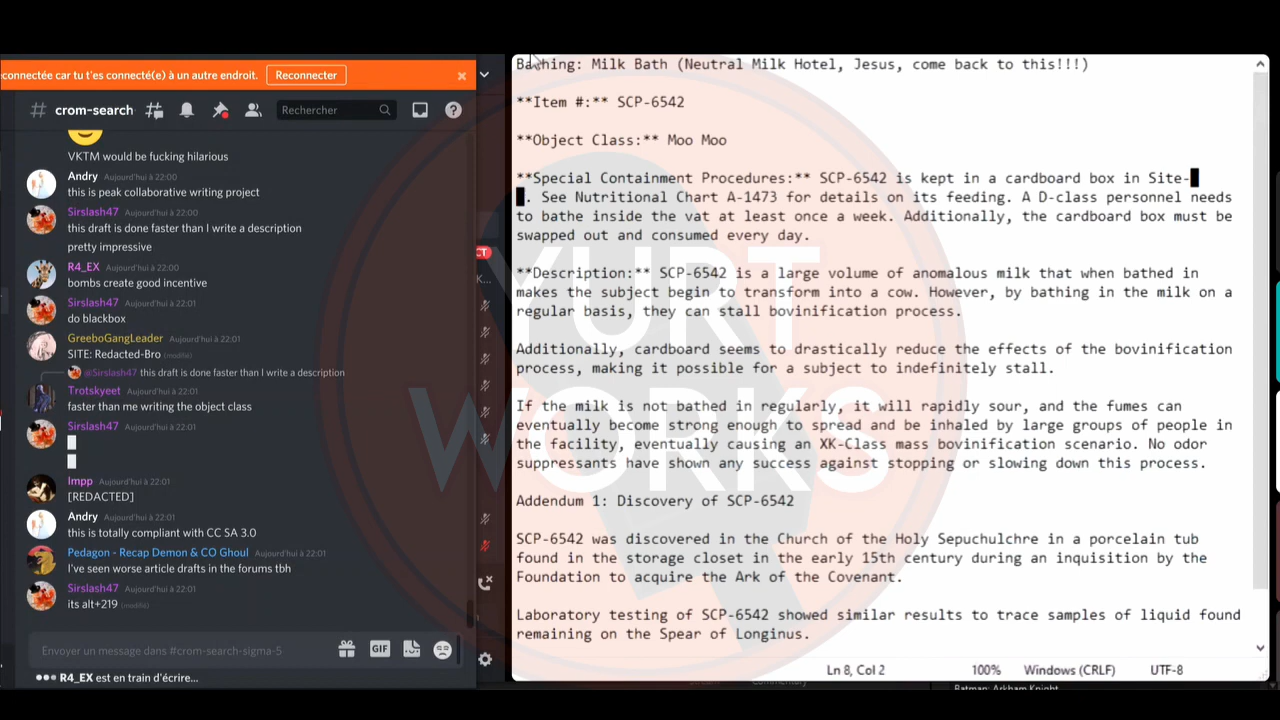 connectée car tu t'es connecté(e) à un autre endroit.
Reconnecter
# crom-search
Rechercher
VKTM would be fucking hilarious
Andry Aujourd'hui à 22:00
this is peak collaborative writing project
Sirslash47 Aujourd'hui à 22:00
this draft is done faster than I write a description
pretty impressive
R4_EX Aujourd'hui à 22:00
bombs create good incentive
Sirslash47 Aujourd'hui à 22:01
do blackbox
GreeboGangLeader Aujourd'hui à 22:01
SITE: Redacted-Bro (modifié)
@Sirslash47 this draft is done faster than I write a description
Trotskyeet Aujourd'hui à 22:01
faster than me writing the object class
Sirslash47 Aujourd'hui à 22:01
█
█
Impp Aujourd'hui à 22:01
[REDACTED]
Andry Aujourd'hui à 22:01
this is totally compliant with CC SA 3.0
Pedagon - Recap Demon & CO Ghoul Aujourd'hui à 22:01
I've seen worse article drafts in the forums tbh
Sirslash47 Aujourd'hui à 22:01
its alt+219 (modifié)
Envoyer un message dans #crom-search-sigma-5
GIF
R4_EX est en train d'écrire...
CT
K...
YURT
WORKS
Bathing: Milk Bath (Neutral Milk Hotel, Jesus, come back to this!!!)
**Item #:** SCP-6542
**Object Class:** Moo Moo
**Special Containment Procedures:** SCP-6542 is kept in a cardboard box in Site-█
█. See Nutritional Chart A-1473 for details on its feeding. A D-class personnel needs
to bathe inside the vat at least once a week. Additionally, the cardboard box must be
swapped out and consumed every day.
**Description:** SCP-6542 is a large volume of anomalous milk that when bathed in
makes the subject begin to transform into a cow. However, by bathing in the milk on a
regular basis, they can stall bovinification process.
Additionally, cardboard seems to drastically reduce the effects of the bovinification
process, making it possible for a subject to indefinitely stall.
If the milk is not bathed in regularly, it will rapidly sour, and the fumes can
eventually become strong enough to spread and be inhaled by large groups of people in
the facility, eventually causing an XK-Class mass bovinification scenario. No odor
suppressants have shown any success against stopping or slowing down this process.
Addendum 1: Discovery of SCP-6542
SCP-6542 was discovered in the Church of the Holy Sepuchulchre in a porcelain tub
found in the storage closet in the early 15th century during an inquisition by the
Foundation to acquire the Ark of the Covenant.
Laboratory testing of SCP-6542 showed similar results to trace samples of liquid found
remaining on the Spear of Longinus.
Ln 8, Col 2
100%
Windows (CRLF)
UTF-8
Batman: Arkham Knight